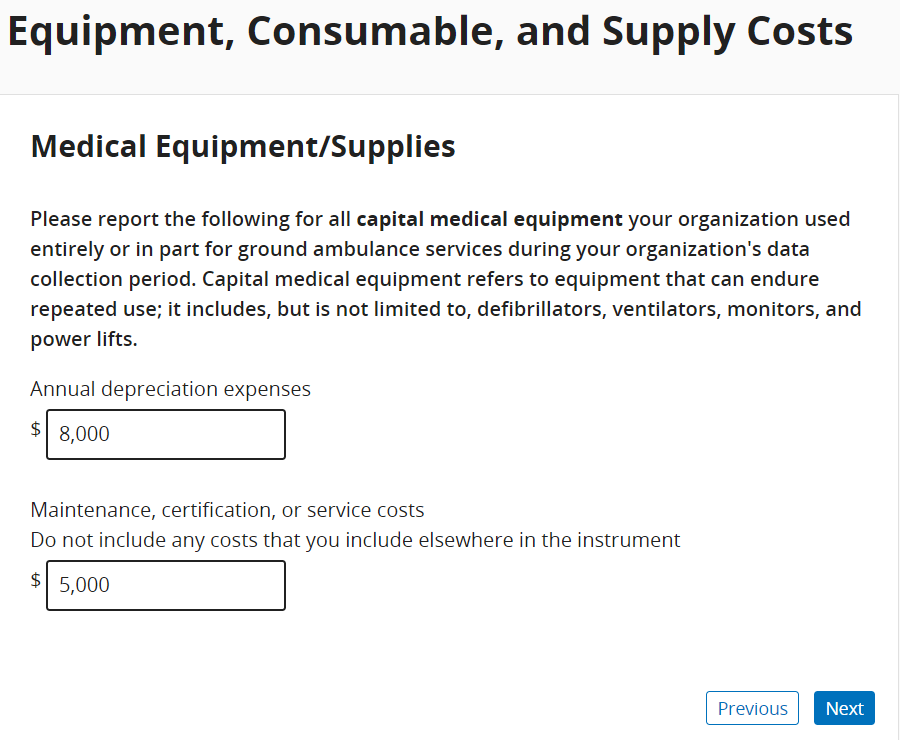 Equipment, Consumable, and Supply Costs
Medical Equipment/Supplies
Please report the following for all capital medical equipment your organization used
entirely or in part for ground ambulance services during your organization's data
collection period. Capital medical equipment refers to equipment that can endure
repeated use; it includes, but is not limited to, defibrillators, ventilators, monitors, and
power lifts.
Annual depreciation expenses
$ 8,000
Maintenance, certification, or service costs
Do not include any costs that you include elsewhere in the instrument
$ 5,000
Previous Next